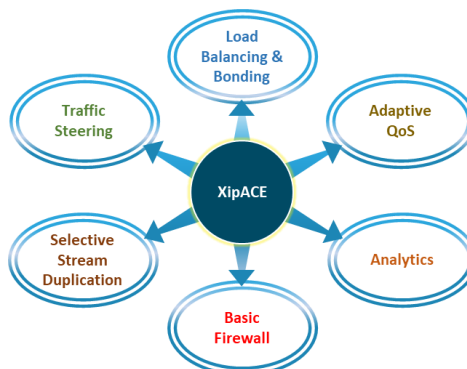 Load
Balancing &
Bonding
Traffic
Steering
Adaptive
QoS
XipACE
Selective
Stream
Duplication
Analytics
Basic
Firewall